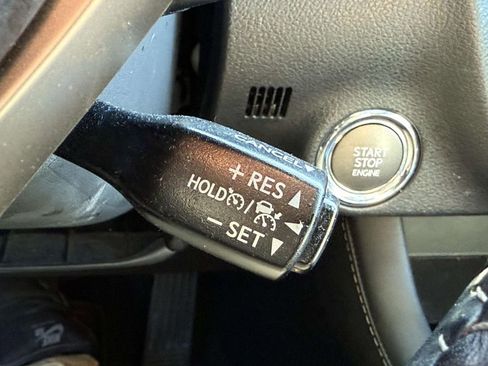 CANCEL
+ RES ▲
HOLD / ◄
− SET ▼
START
STOP
ENGINE